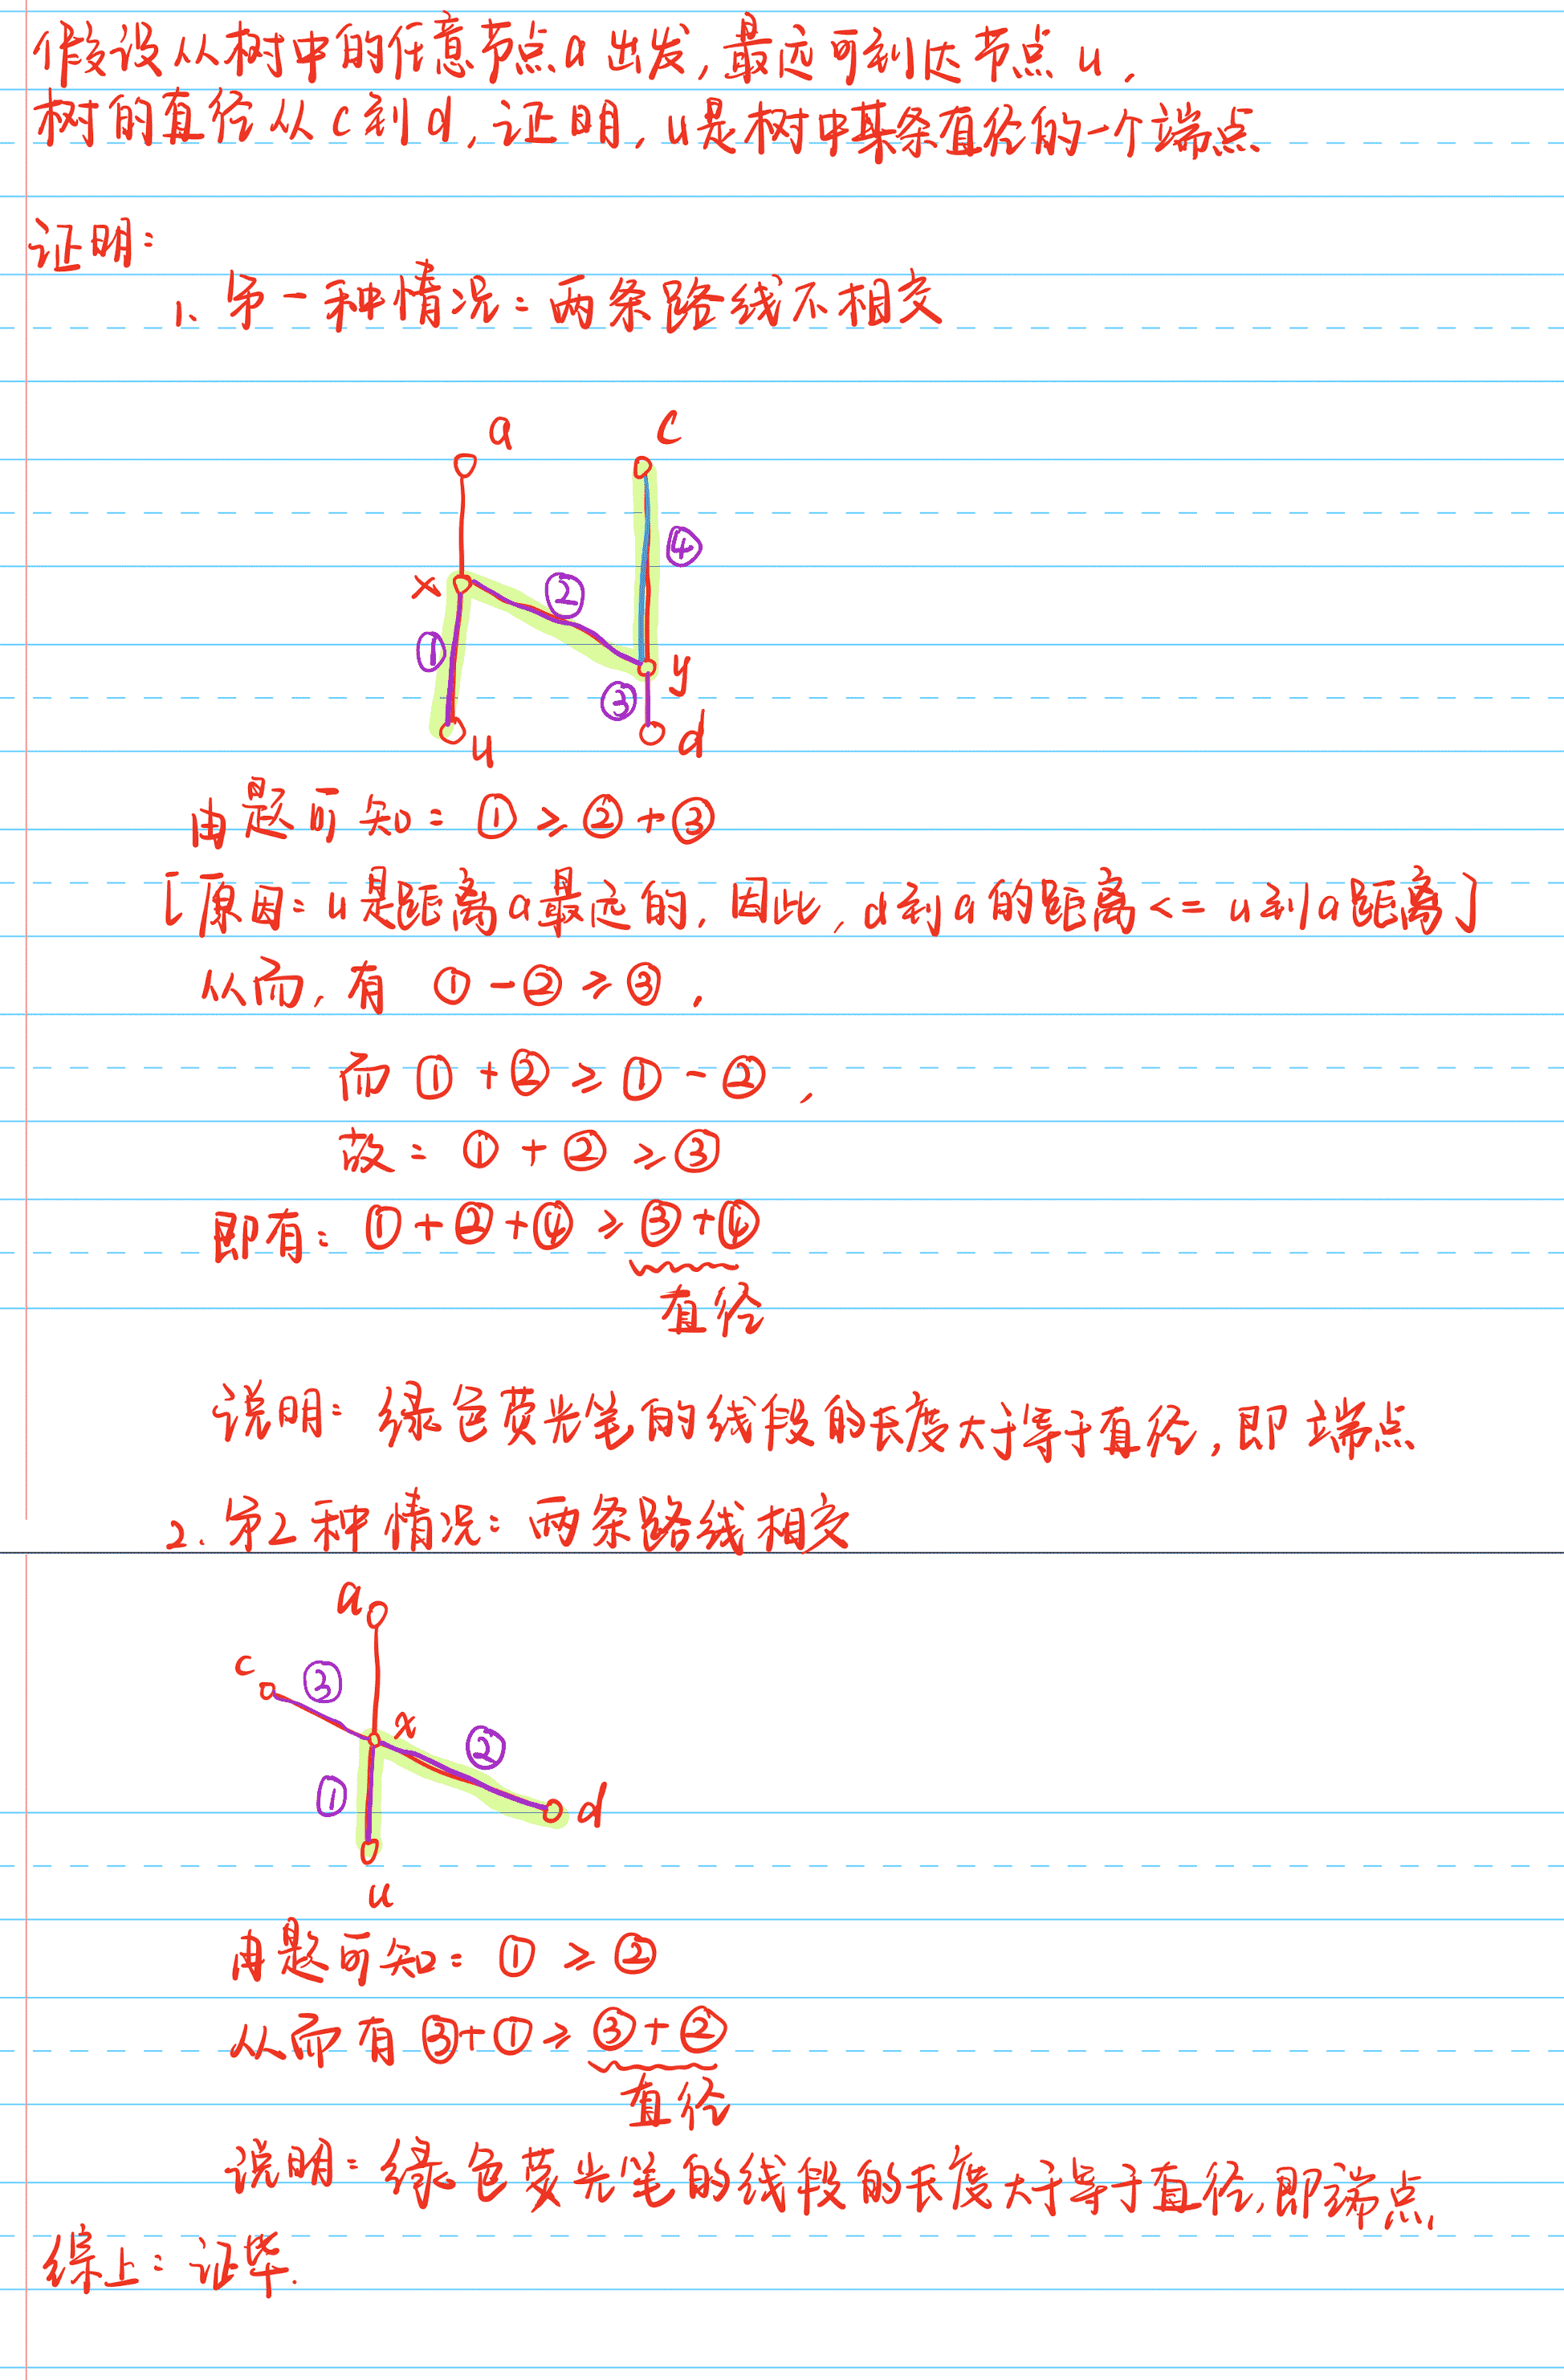 假设从树中的任意节点a出发,最远可到达节点u,
树的直径从c到d,证明,u是树中某条直径的一个端点
证明:
1、第一种情况:两条路线不相交
a
c
④
x
②
①
y
③
u
d
由题可知:①≥②+③
[原因:u是距离a最远的,因此,d到a的距离<=u到a距离]
从而,有 ①-②≥③,
而①+②≥①-②,
故:①+②≥③
即有:①+②+④≥③+④
直径
说明:绿色荧光笔的线段的长度大于等于直径,即端点
2.第2种情况:两条路线相交
a
c
③
x
②
①
d
u
由题可知:①≥②
从而有③+①≥③+②
直径
说明:绿色荧光笔的线段的长度大于等于直径,即端点,
综上:证毕.